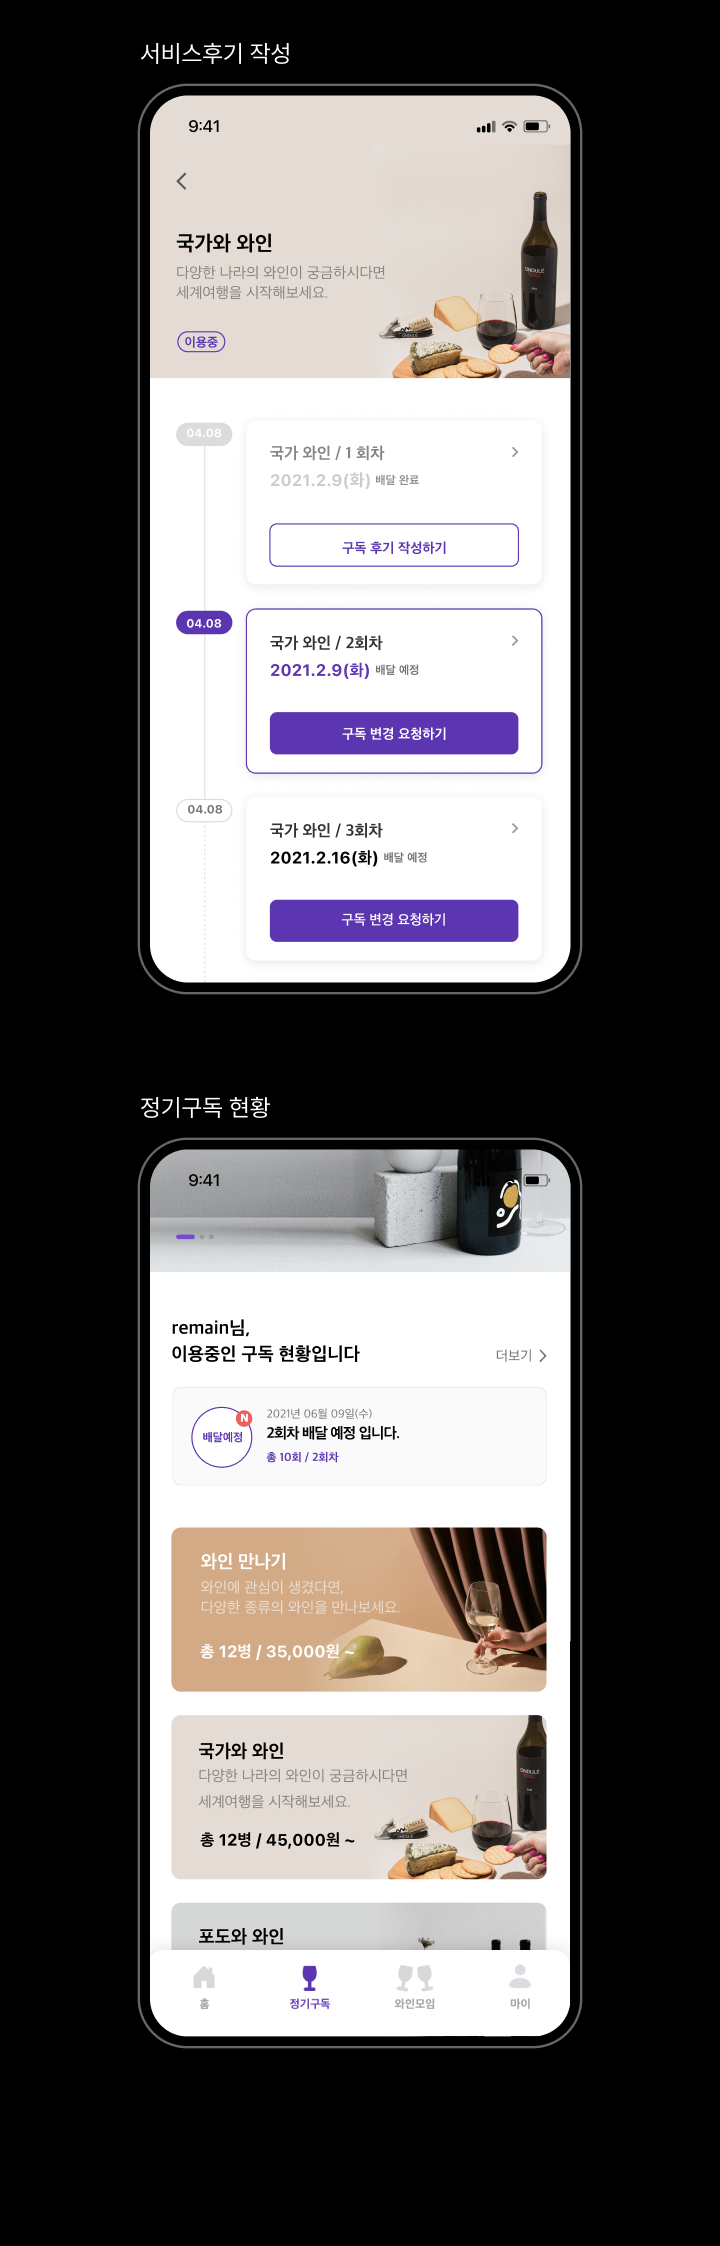 서비스후기 작성
9:41
국가와 와인
다양한 나라의 와인이 궁금하시다면
세계여행을 시작해보세요.
이용중
ONDULÉ
ONDULÉ
04.08
국가 와인 / 1 회차
2021.2.9(화) 배달 완료
구독 후기 작성하기
04.08
국가 와인 / 2회차
2021.2.9(화) 배달 예정
구독 변경 요청하기
04.08
국가 와인 / 3회차
2021.2.16(화) 배달 예정
구독 변경 요청하기
정기구독 현황
9:41
remain님,
이용중인 구독 현황입니다
더보기
N
배달예정
2021년 06월 09일(수)
2회차 배달 예정 입니다.
총 10회 / 2회차
와인 만나기
와인에 관심이 생겼다면,
다양한 종류의 와인을 만나보세요.
총 12병 / 35,000원 ~
국가와 와인
다양한 나라의 와인이 궁금하시다면
세계여행을 시작해보세요.
총 12병 / 45,000원 ~
ONDULÉ
ONDULÉ
포도와 와인
홈
정기구독
와인모임
마이